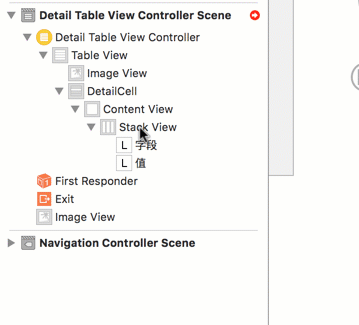 Detail Table View Controller Scene
Detail Table View Controller
Table View
Image View
DetailCell
Content View
Stack View
L 字段
L 值
First Responder
Exit
Image View
Navigation Controller Scene